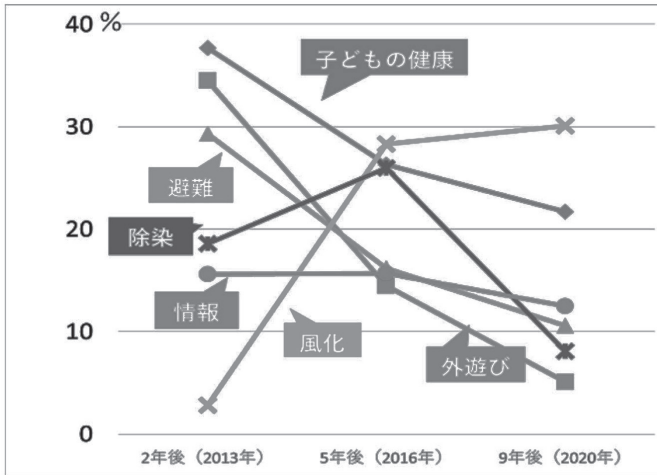 40 %
子どもの健康
30
避難
20
除染
情報
10
風化
外遊び
0
2年後（2013年） 5年後（2016年） 9年後（2020年）